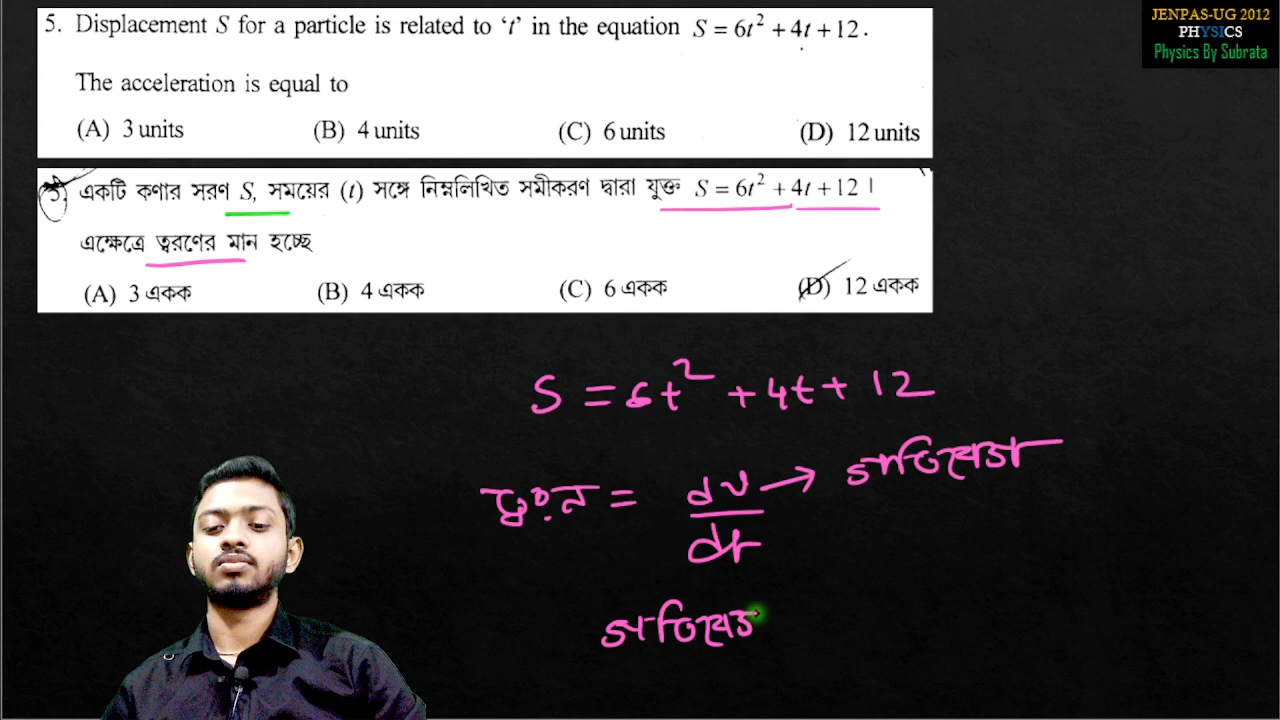 JENPAS-UG 2012
PHYSICS
Physics By Subrata
5. Displacement S for a particle is related to ‘t’ in the equation S = 6t² + 4t + 12.
The acceleration is equal to
(A) 3 units (B) 4 units (C) 6 units (D) 12 units
5. একটি কণার সরণ S, সময়ের (t) সঙ্গে নিম্নলিখিত সমীকরণ দ্বারা যুক্ত S = 6t² + 4t + 12 ।
এক্ষেত্রে ত্বরণের মান হচ্ছে
(A) 3 একক (B) 4 একক (C) 6 একক (D) 12 একক
S = 6t² + 4t + 12
ত্বরন = dv/dt → গতিবেগ
গতিবেগ